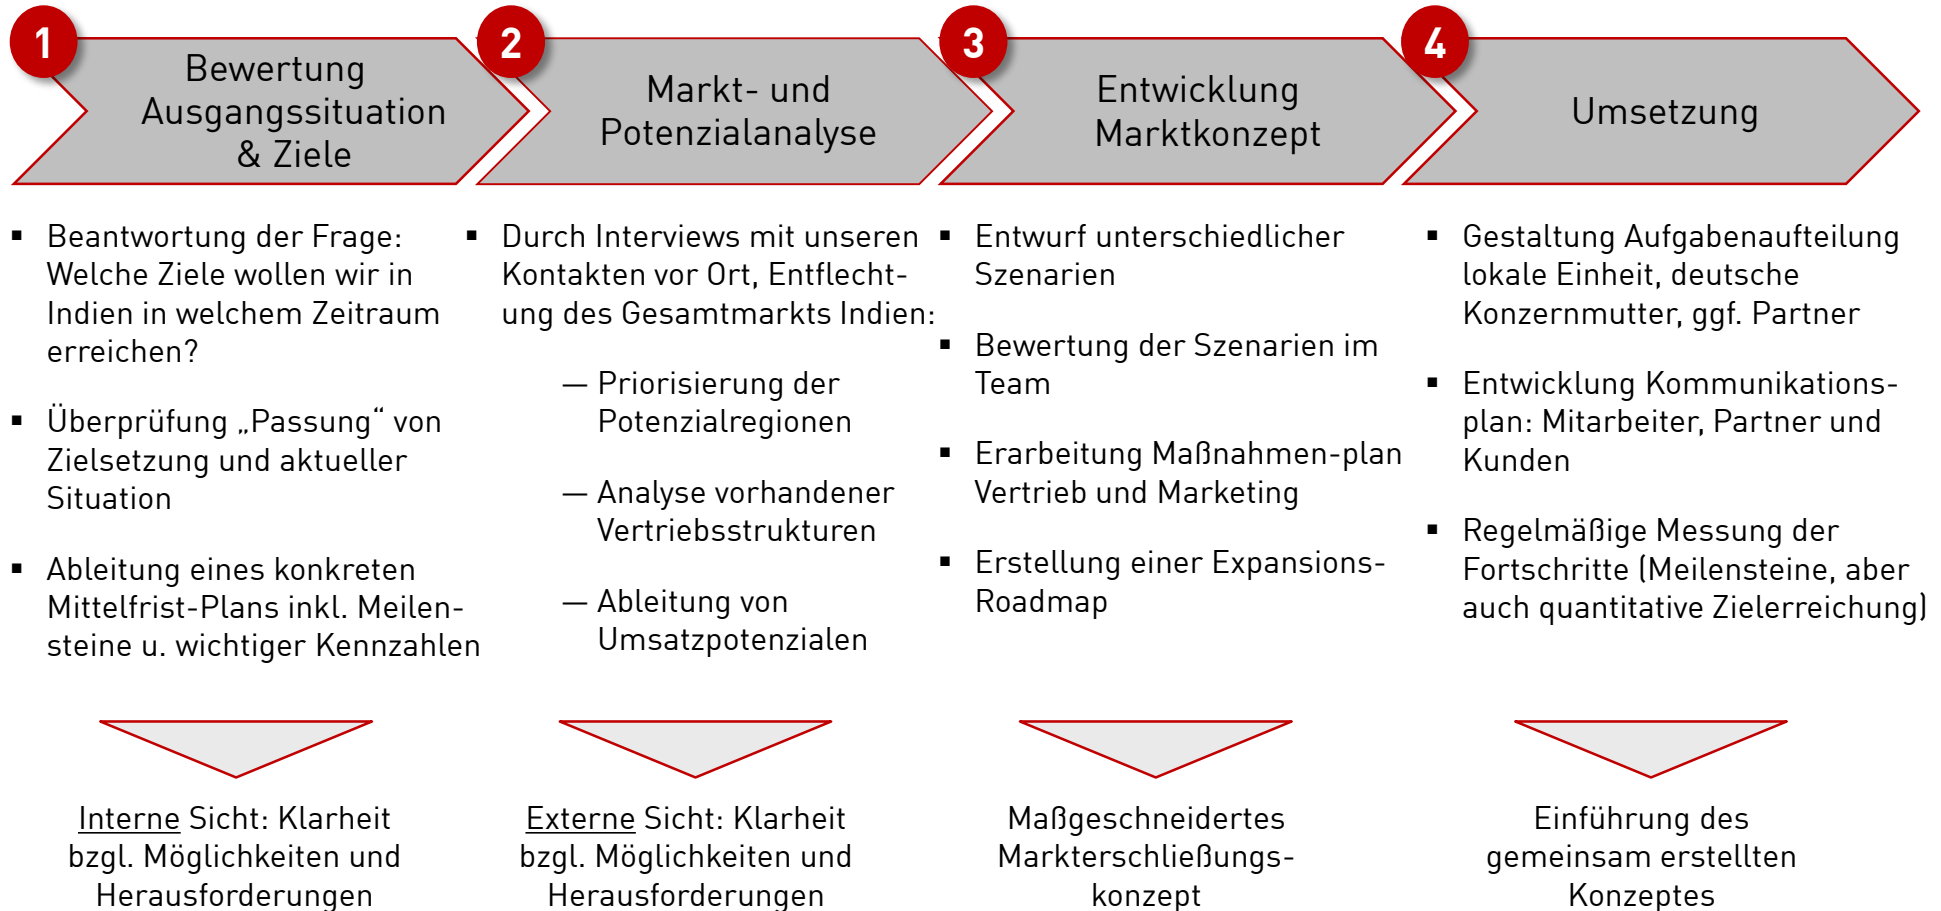 1
Bewertung
Ausgangssituation
& Ziele
2
Markt- und
Potenzialanalyse
3
Entwicklung
Marktkonzept
4
Umsetzung
▪ Beantwortung der Frage:
Welche Ziele wollen wir in
Indien in welchem Zeitraum
erreichen?
▪ Überprüfung „Passung“ von
Zielsetzung und aktueller
Situation
▪ Ableitung eines konkreten
Mittelfrist-Plans inkl. Meilen-
steine u. wichtiger Kennzahlen
▪ Durch Interviews mit unseren
Kontakten vor Ort, Entflecht-
ung des Gesamtmarkts Indien:
— Priorisierung der
Potenzialregionen
— Analyse vorhandener
Vertriebsstrukturen
— Ableitung von
Umsatzpotenzialen
▪ Entwurf unterschiedlicher
Szenarien
▪ Bewertung der Szenarien im
Team
▪ Erarbeitung Maßnahmen-plan
Vertrieb und Marketing
▪ Erstellung einer Expansions-
Roadmap
▪ Gestaltung Aufgabenaufteilung
lokale Einheit, deutsche
Konzernmutter, ggf. Partner
▪ Entwicklung Kommunikations-
plan: Mitarbeiter, Partner und
Kunden
▪ Regelmäßige Messung der
Fortschritte (Meilensteine, aber
auch quantitative Zielerreichung)
Interne Sicht: Klarheit
bzgl. Möglichkeiten und
Herausforderungen
Externe Sicht: Klarheit
bzgl. Möglichkeiten und
Herausforderungen
Maßgeschneidertes
Markterschließungs-
konzept
Einführung des
gemeinsam erstellten
Konzeptes